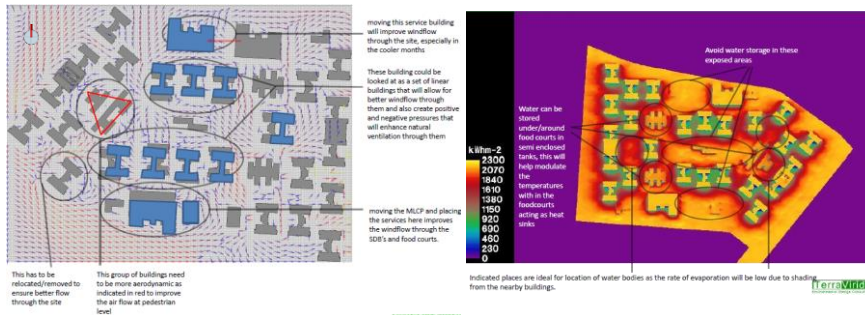 moving this service building
will improve windflow
through the site, especially in
the cooler months
These building could be
looked at as a set of linear
buildings that will allow for
better windflow through them
and also create positive
and negative pressures that
will enhance natural
ventilation through them
moving the MLCP and placing
the services here improves
the windflow through the
SDB's and food courts.
This has to be
relocated/removed to
ensure better flow
through the site
This group of buildings need
to be more aerodynamic as
indicated in red to improve
the air flow at pedestrian
level
Avoid water storage in these
exposed areas
Water can be
stored
under/around
food courts in
semi enclosed
tanks, this will
help modulate
the
temperatures
with in the
foodcourts
acting as heat
sinks
kWhm-2
2300
2070
1840
1610
1380
1150
920
690
460
230
0
Indicated places are ideal for location of water bodies as the rate of evaporation will be low due to shading
from the nearby buildings.
TerraViridis